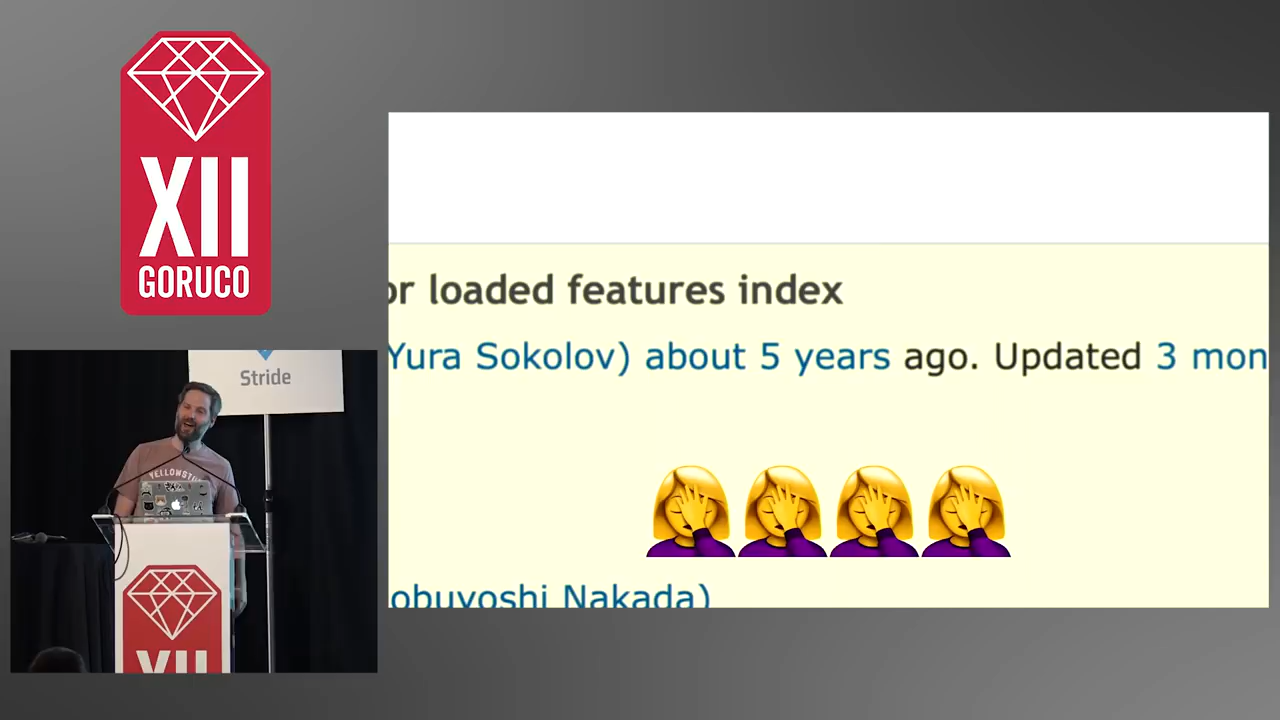 XII
GORUCO
or loaded features index
Yura Sokolov) about 5 years ago. Updated 3 mon
obuyoshi Nakada)
Stride
YELLOWSTO
XII